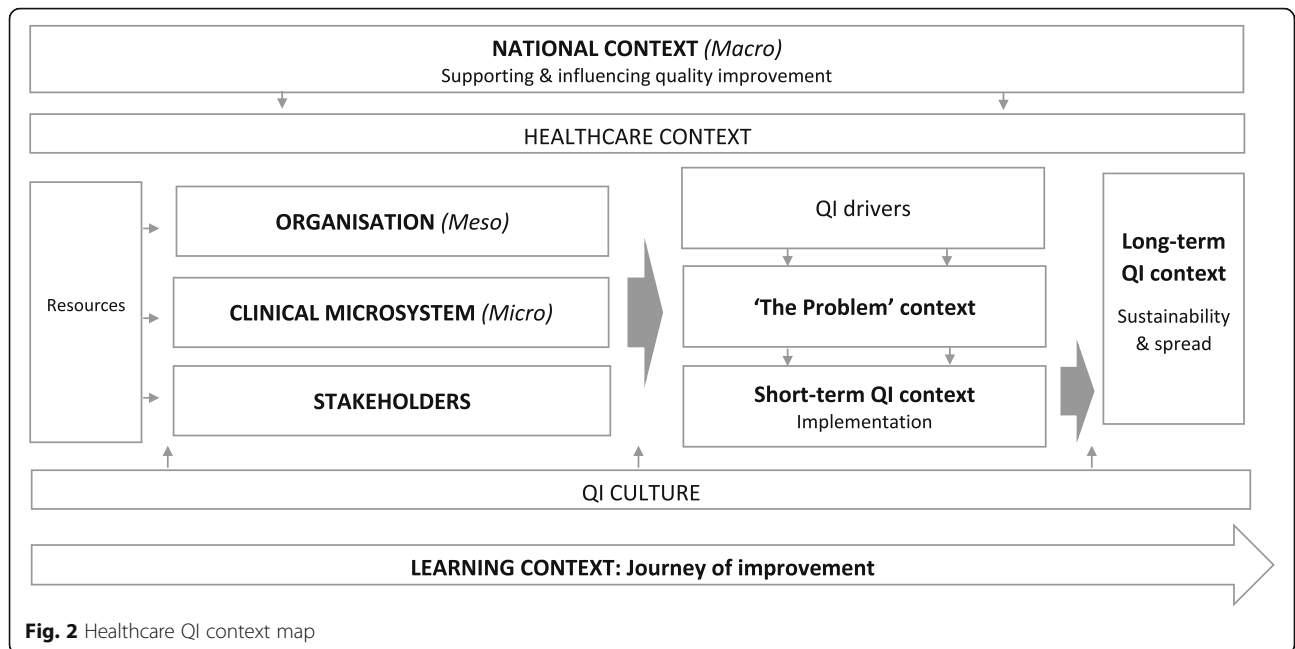 NATIONAL CONTEXT (Macro)
Supporting & influencing quality improvement
HEALTHCARE CONTEXT
Resources
ORGANISATION (Meso)
CLINICAL MICROSYSTEM (Micro)
STAKEHOLDERS
QI drivers
‘The Problem’ context
Short-term QI context
Implementation
Long-term
QI context
Sustainability
& spread
QI CULTURE
LEARNING CONTEXT: Journey of improvement
Fig. 2 Healthcare QI context map